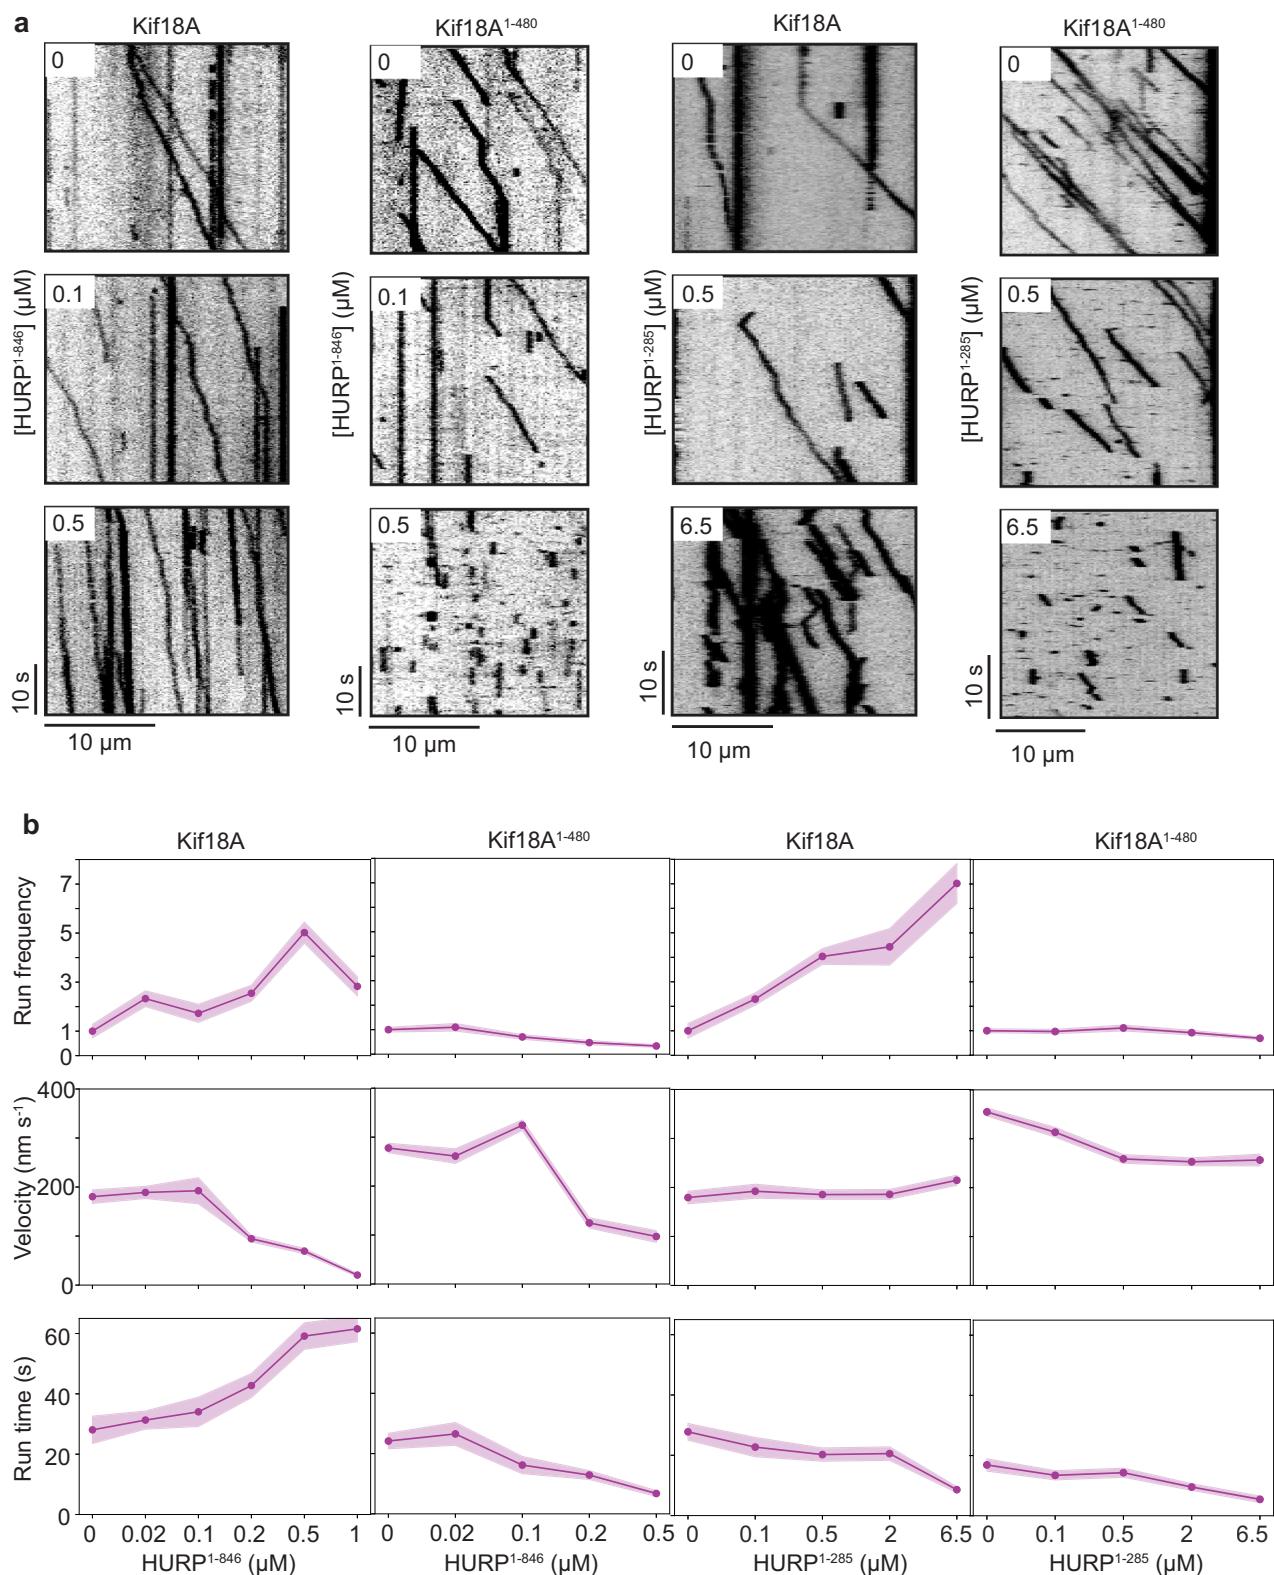 a
Kif18A
Kif18A¹⁻⁴⁸⁰
Kif18A
Kif18A¹⁻⁴⁸⁰
[HURP¹⁻⁸⁴⁶] (µM)
0
0.1
0.5
10 s
10 µm
[HURP¹⁻⁸⁴⁶] (µM)
0
0.1
0.5
10 s
10 µm
[HURP¹⁻²⁸⁵] (µM)
0
0.5
6.5
10 s
10 µm
[HURP¹⁻²⁸⁵] (µM)
0
0.5
6.5
10 s
10 µm
b
Kif18A
Kif18A¹⁻⁴⁸⁰
Kif18A
Kif18A¹⁻⁴⁸⁰
Run frequency
7
5
3
1
0
Velocity (nm s⁻¹)
400
200
0
Run time (s)
60
40
20
0
0 0.02 0.1 0.2 0.5 1
HURP¹⁻⁸⁴⁶ (µM)
0 0.02 0.1 0.2 0.5
HURP¹⁻⁸⁴⁶ (µM)
0 0.1 0.5 2 6.5
HURP¹⁻²⁸⁵ (µM)
0 0.1 0.5 2 6.5
HURP¹⁻²⁸⁵ (µM)